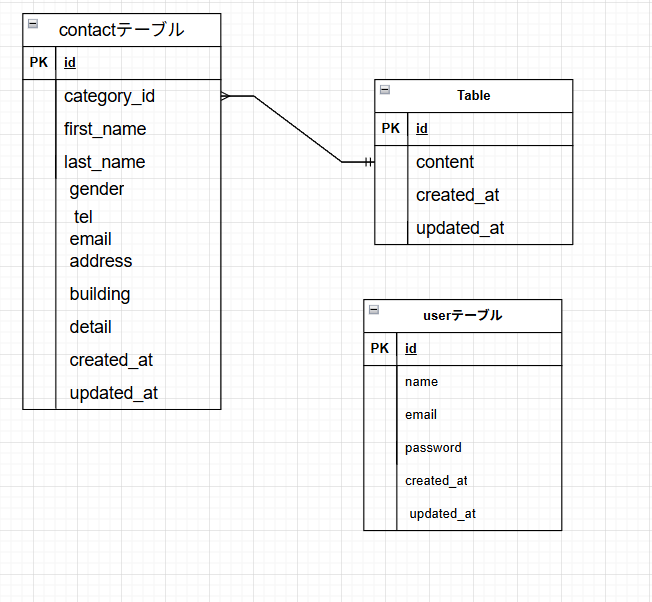 contactテーブル
PK id
category_id
first_name
last_name
gender
tel
email
address
building
detail
created_at
updated_at
Table
PK id
content
created_at
updated_at
userテーブル
PK id
name
email
password
created_at
updated_at